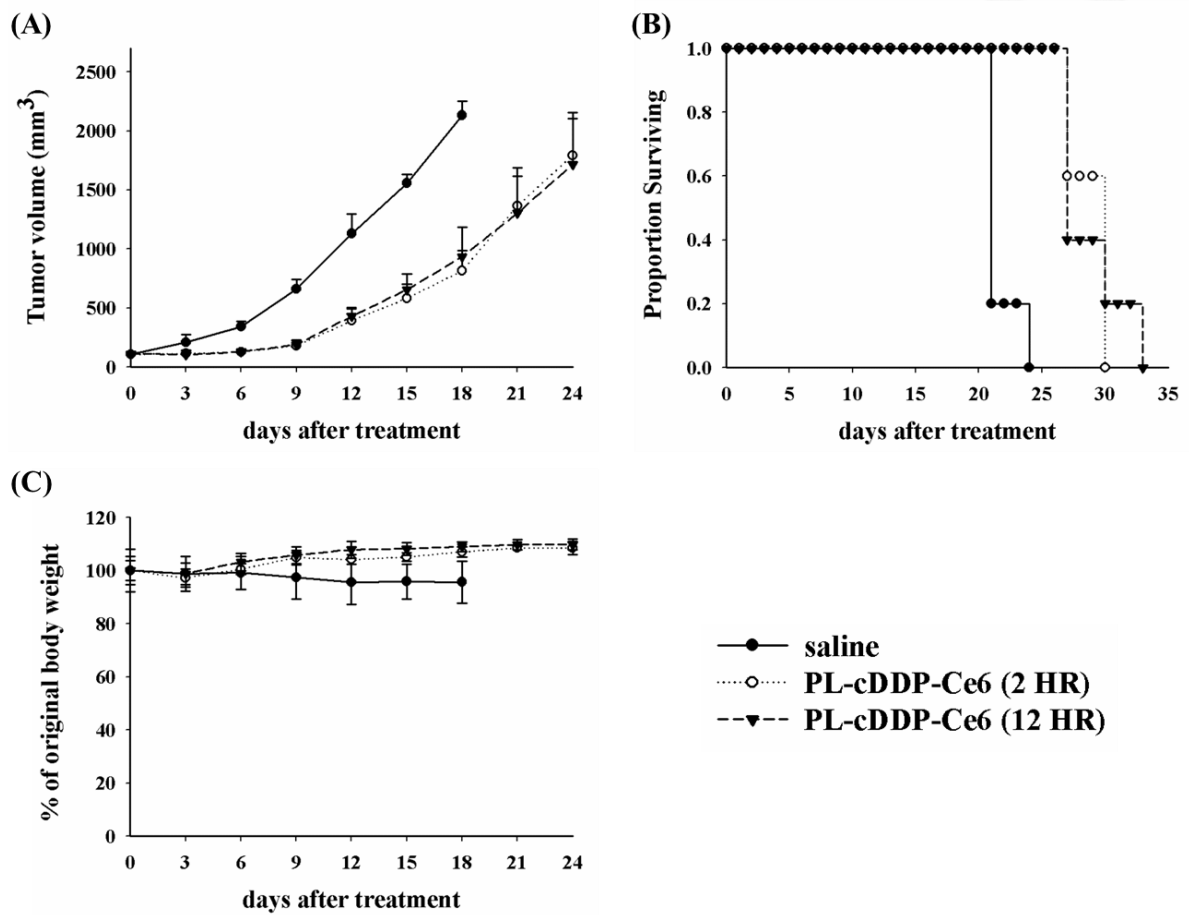 (A)
Tumor volume (mm3)
2500
2000
1500
1000
500
0
0 3 6 9 12 15 18 21 24
days after treatment
(B)
Proportion Surviving
1.0
0.8
0.6
0.4
0.2
0.0
0 5 10 15 20 25 30 35
days after treatment
(C)
% of original body weight
120
100
80
60
40
20
0
0 3 6 9 12 15 18 21 24
days after treatment
saline
PL-cDDP-Ce6 (2 HR)
PL-cDDP-Ce6 (12 HR)